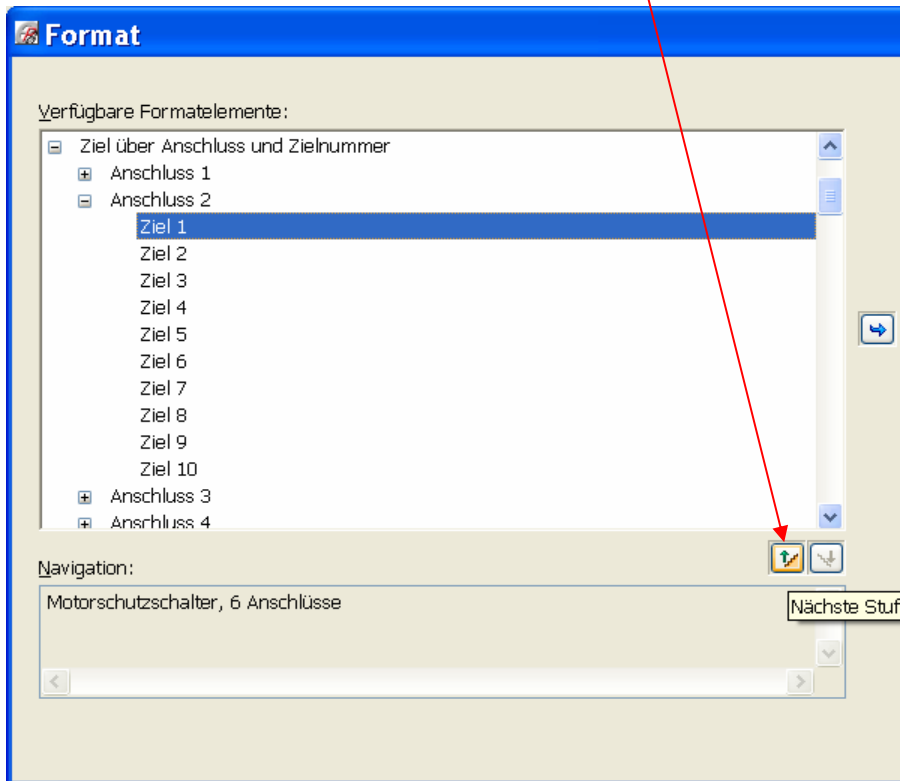 Format
Verfügbare Formatelemente:
Ziel über Anschluss und Zielnummer
Anschluss 1
Anschluss 2
Ziel 1
Ziel 2
Ziel 3
Ziel 4
Ziel 5
Ziel 6
Ziel 7
Ziel 8
Ziel 9
Ziel 10
Anschluss 3
Anschluss 4
Navigation:
Motorschutzschalter, 6 Anschlüsse
Nächste Stuf